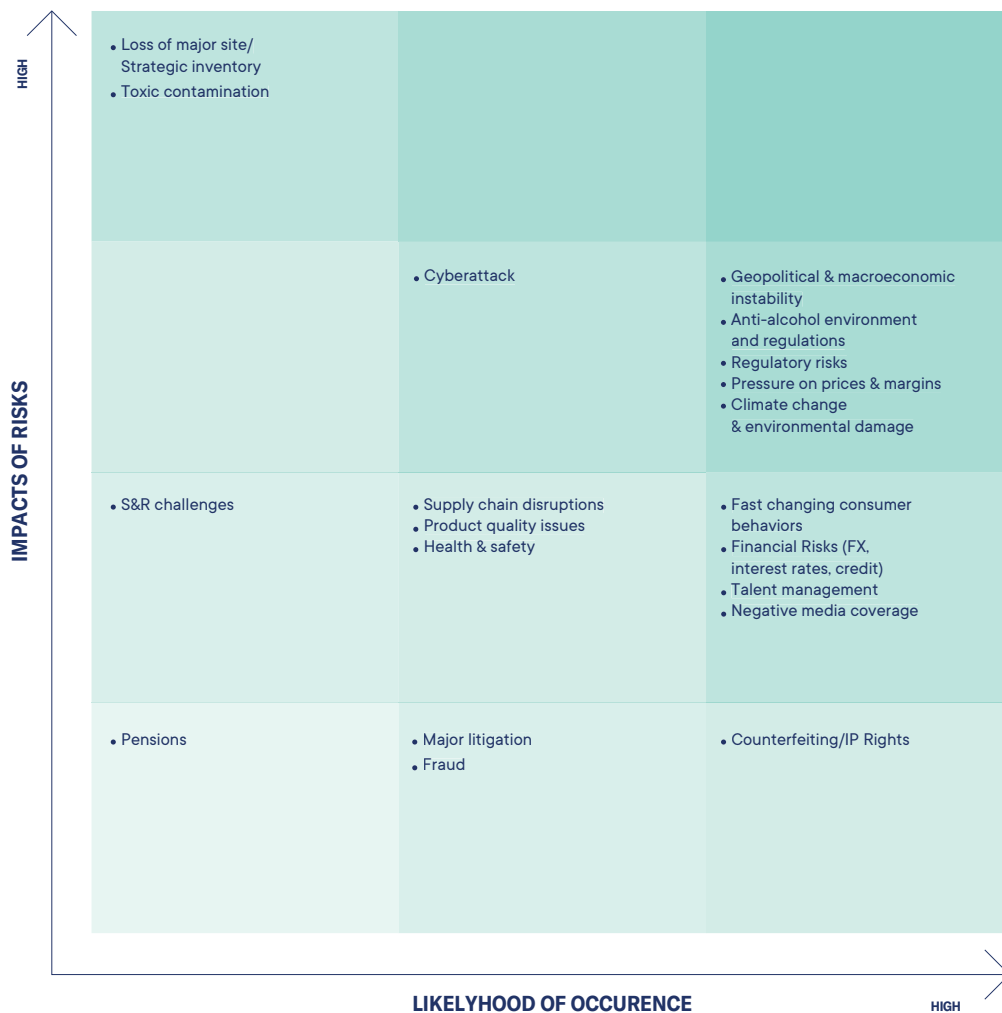 HIGH
IMPACTS OF RISKS
• Loss of major site/
Strategic inventory
• Toxic contamination
• Cyberattack
• Geopolitical & macroeconomic
instability
• Anti-alcohol environment
and regulations
• Regulatory risks
• Pressure on prices & margins
• Climate change
& environmental damage
• S&R challenges
• Supply chain disruptions
• Product quality issues
• Health & safety
• Fast changing consumer
behaviors
• Financial Risks (FX,
interest rates, credit)
• Talent management
• Negative media coverage
• Pensions
• Major litigation
• Fraud
• Counterfeiting/IP Rights
LIKELYHOOD OF OCCURENCE
HIGH